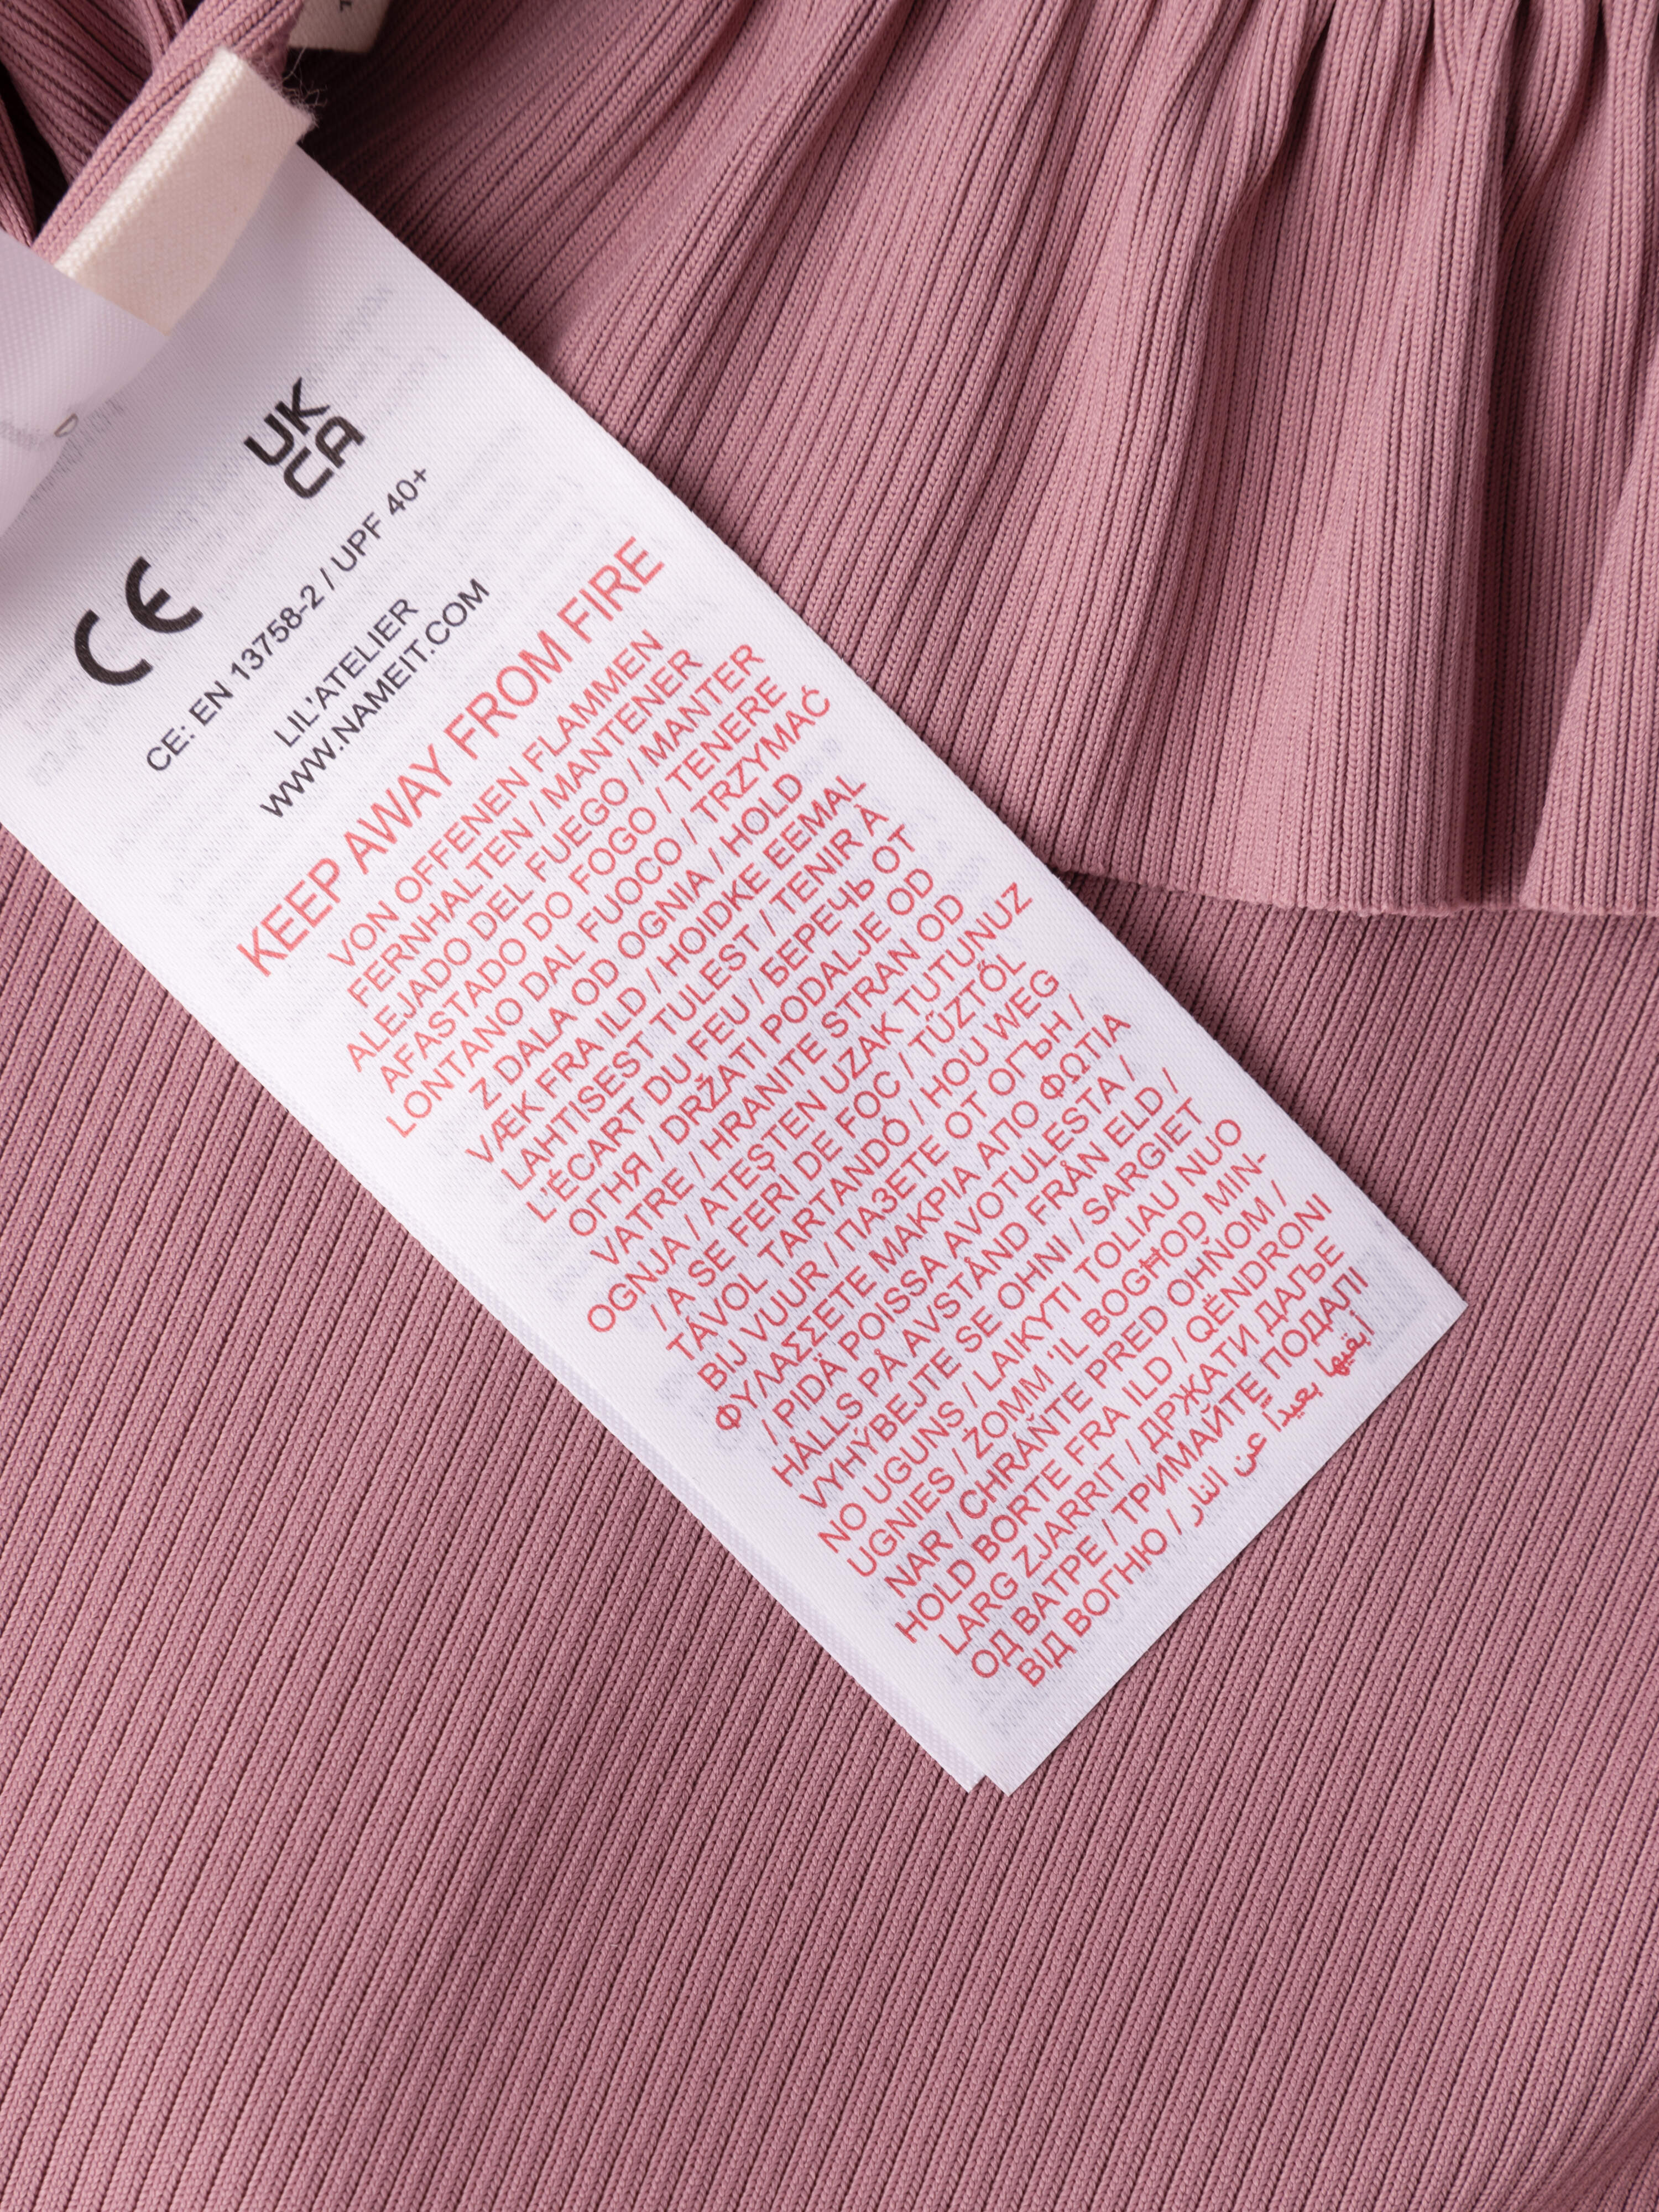 CE
UK
CA
CE: EN 13758-2 / UPF 40+
LIL'ATELIER
WWW.NAMEIT.COM
KEEP AWAY FROM FIRE
VON OFFENEN FLAMMEN
FERNHALTEN / MANTENER
ALEJADO DEL FUEGO / MANTER
AFASTADO DO FOGO / TENERE
LONTANO DAL FUOCO / TRZYMAĆ
Z DALA OD OGNIA / HOLD
VÆK FRA ILD / HOIDKE EEMAL
LAHTISEST TULEST / TENIR À
L'ÉCART DU FEU / БЕРЕЧЬ ОТ
ОГНЯ / DRŽATI PODALJE OD
VATRE / HRANITE STRAN OD
OGNJA / ATEŞTEN UZAK TUTUNUZ
/ A SE FERI DE FOC / TŰZTŐL
TÁVOL TARTANDÓ / HOU WEG
BIJ VUUR / ПАЗЕТЕ ОТ ОГЪН /
ΦΥΛΑΣΣΕΤΕ ΜΑΚΡΙΑ ΑΠΟ ΦΩΤΙΑ
/ PIDÄ POISSA AVOTULESTA /
HÅLLS PÅ AVSTÅND FRÅN ELD /
VYHÝBEJTE SE OHNI / SARGIET
NO UGUNS / LAIKYTI TOLIAU NUO
UGNIES / ŻOMM 'IL BOGĦOD MIN-
NAR / CHRÁŇTE PRED OHŇOM /
HOLD BORTE FRA ILD / QËNDRONI
LARG ZJARRIT / ДРЖАТИ ДАЉЕ
ОД ВАТРЕ / ТРИМАЙТЕ ПОДАЛІ
ВІД ВОГНЮ / أبقيها بعيداً عن النار